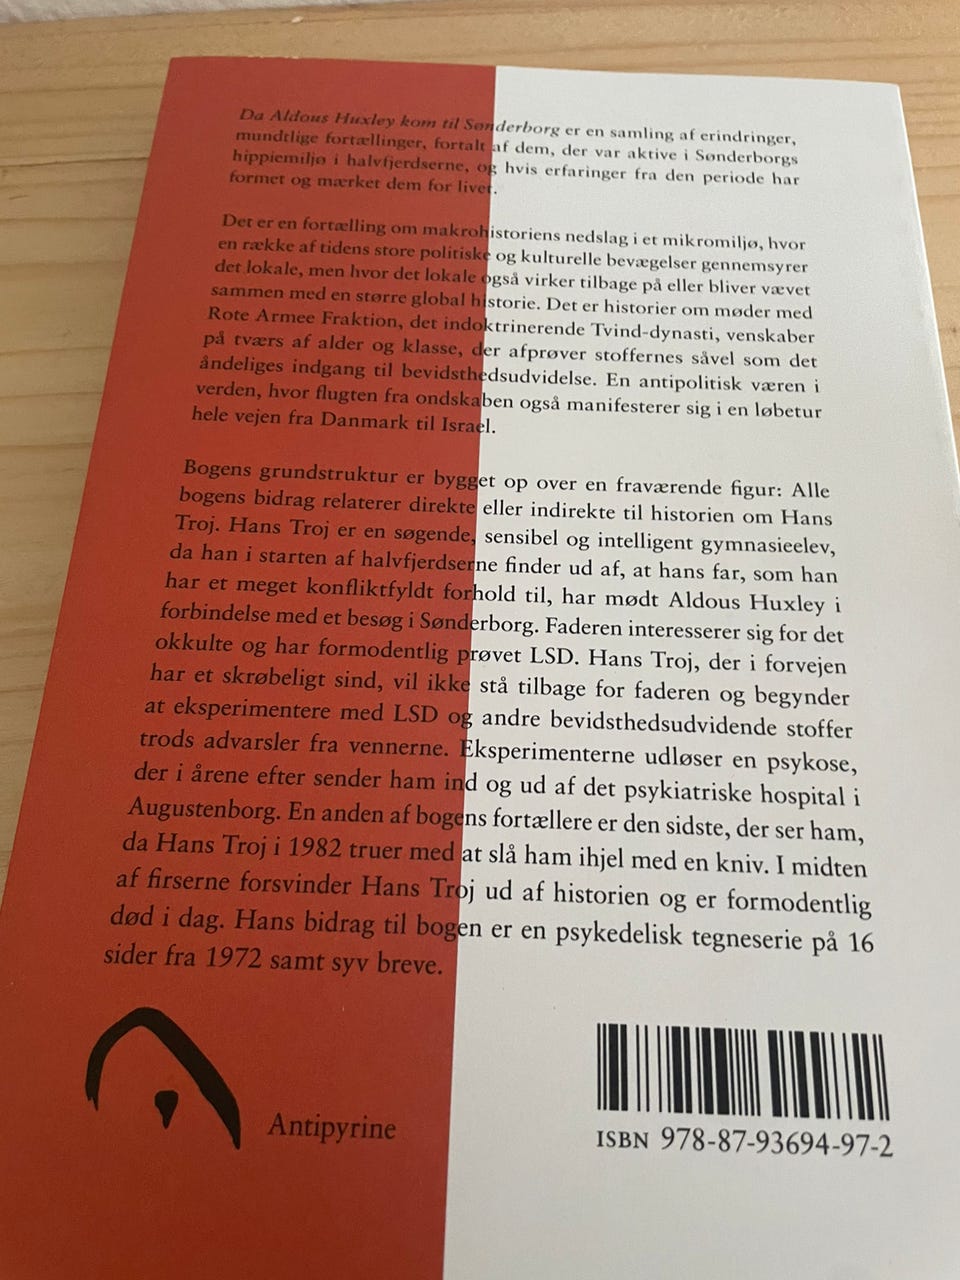 Da Aldous Huxley kom til Sønderborg er en samling af erindringer,
mundtlige fortællinger, fortalt af dem, der var aktive i Sønderborgs
hippiemiljø i halvfjerdserne, og hvis erfaringer fra den periode har
formet og mærket dem for livet.
Det er en fortælling om makrohistoriens nedslag i et mikromiljø, hvor
en række af tidens store politiske og kulturelle bevægelser gennemsyrer
det lokale, men hvor det lokale også virker tilbage på eller bliver vævet
sammen med en større global historie. Det er historier om møder med
Rote Armee Fraktion, det indoktrinerende Tvind-dynasti, venskaber
på tværs af alder og klasse, der afprøver stoffernes såvel som det
åndeliges indgang til bevidsthedsudvidelse. En antipolitisk væren i
verden, hvor flugten fra ondskaben også manifesterer sig i en løbetur
hele vejen fra Danmark til Israel.
Bogens grundstruktur er bygget op over en fraværende figur: Alle
bogens bidrag relaterer direkte eller indirekte til historien om Hans
Troj. Hans Troj er en søgende, sensibel og intelligent gymnasieelev,
da han i starten af halvfjerdserne finder ud af, at hans far, som han
har et meget konfliktfyldt forhold til, har mødt Aldous Huxley i
forbindelse med et besøg i Sønderborg. Faderen interesserer sig for det
okkulte og har formodentlig prøvet LSD. Hans Troj, der i forvejen
har et skrøbeligt sind, vil ikke stå tilbage for faderen og begynder
at eksperimentere med LSD og andre bevidsthedsudvidende stoffer
trods advarsler fra vennerne. Eksperimenterne udløser en psykose,
der i årene efter sender ham ind og ud af det psykiatriske hospital i
Augustenborg. En anden af bogens fortællere er den sidste, der ser ham,
da Hans Troj i 1982 truer med at slå ham ihjel med en kniv. I midten
af firserne forsvinder Hans Troj ud af historien og er formodentlig
død i dag. Hans bidrag til bogen er en psykedelisk tegneserie på 16
sider fra 1972 samt syv breve.
Antipyrine
ISBN 978-87-93694-97-2